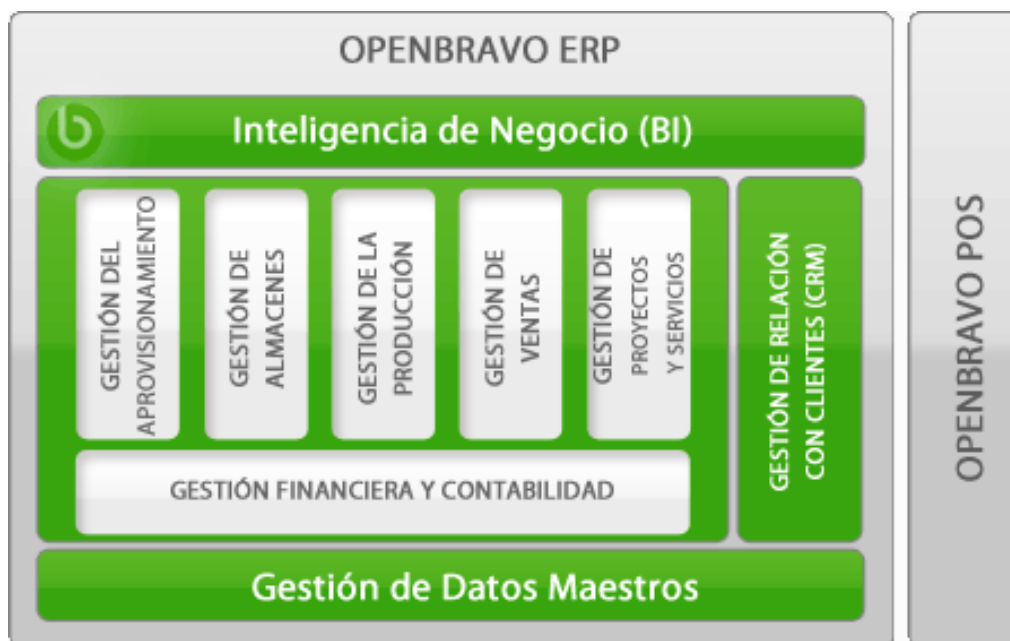 OPENBRAVO ERP
b
Inteligencia de Negocio (BI)
GESTIÓN DEL
APROVISIONAMIENTO
GESTIÓN DE
ALMACENES
GESTIÓN DE LA
PRODUCCIÓN
GESTIÓN DE
VENTAS
GESTIÓN DE
PROYECTOS
Y SERVICIOS
GESTIÓN DE RELACIÓN
CON CLIENTES (CRM)
GESTIÓN FINANCIERA Y CONTABILIDAD
Gestión de Datos Maestros
OPENBRAVO POS